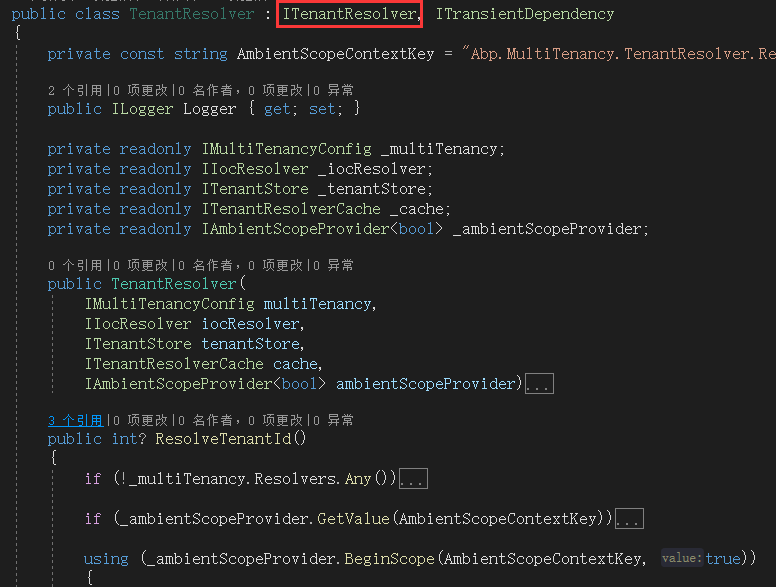 public class TenantResolver : ITenantResolver, ITransientDependency
{
private const string AmbientScopeContextKey = "Abp.MultiTenancy.TenantResolver.Re
2 个引用|0 项更改|0 名作者, 0 项更改|0 异常
public ILogger Logger { get; set; }
private readonly IMultiTenancyConfig _multiTenancy;
private readonly IIocResolver _iocResolver;
private readonly ITenantStore _tenantStore;
private readonly ITenantResolverCache _cache;
private readonly IAmbientScopeProvider<bool> _ambientScopeProvider;
0 个引用|0 项更改|0 名作者, 0 项更改|0 异常
public TenantResolver(
IMultiTenancyConfig multiTenancy,
IIocResolver iocResolver,
ITenantStore tenantStore,
ITenantResolverCache cache,
IAmbientScopeProvider<bool> ambientScopeProvider)...
3 个引用|0 项更改|0 名作者, 0 项更改|0 异常
public int? ResolveTenantId()
{
if (!_multiTenancy.Resolvers.Any())...
if (_ambientScopeProvider.GetValue(AmbientScopeContextKey))...
using (_ambientScopeProvider.BeginScope(AmbientScopeContextKey, value: true))
{